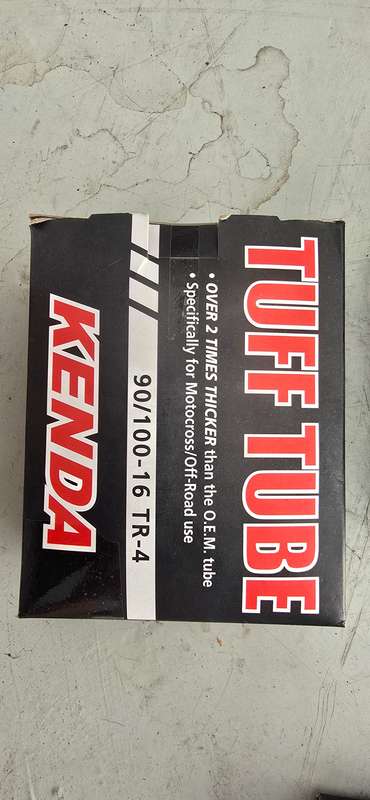 TUFF TUBE
• OVER 2 TIMES THICKER than the O.E.M. tube
• Specifically for Motocross/Off-Road use
90/100-16 TR-4
KENDA